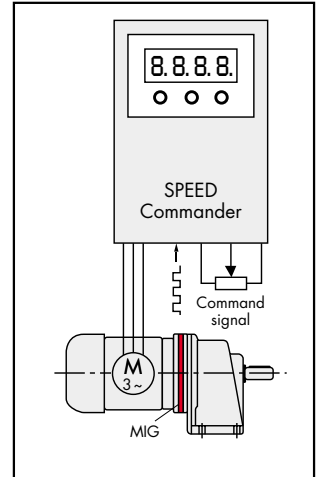 8.8.8.8.
SPEED
Commander
Command
signal
M
3~
MIG